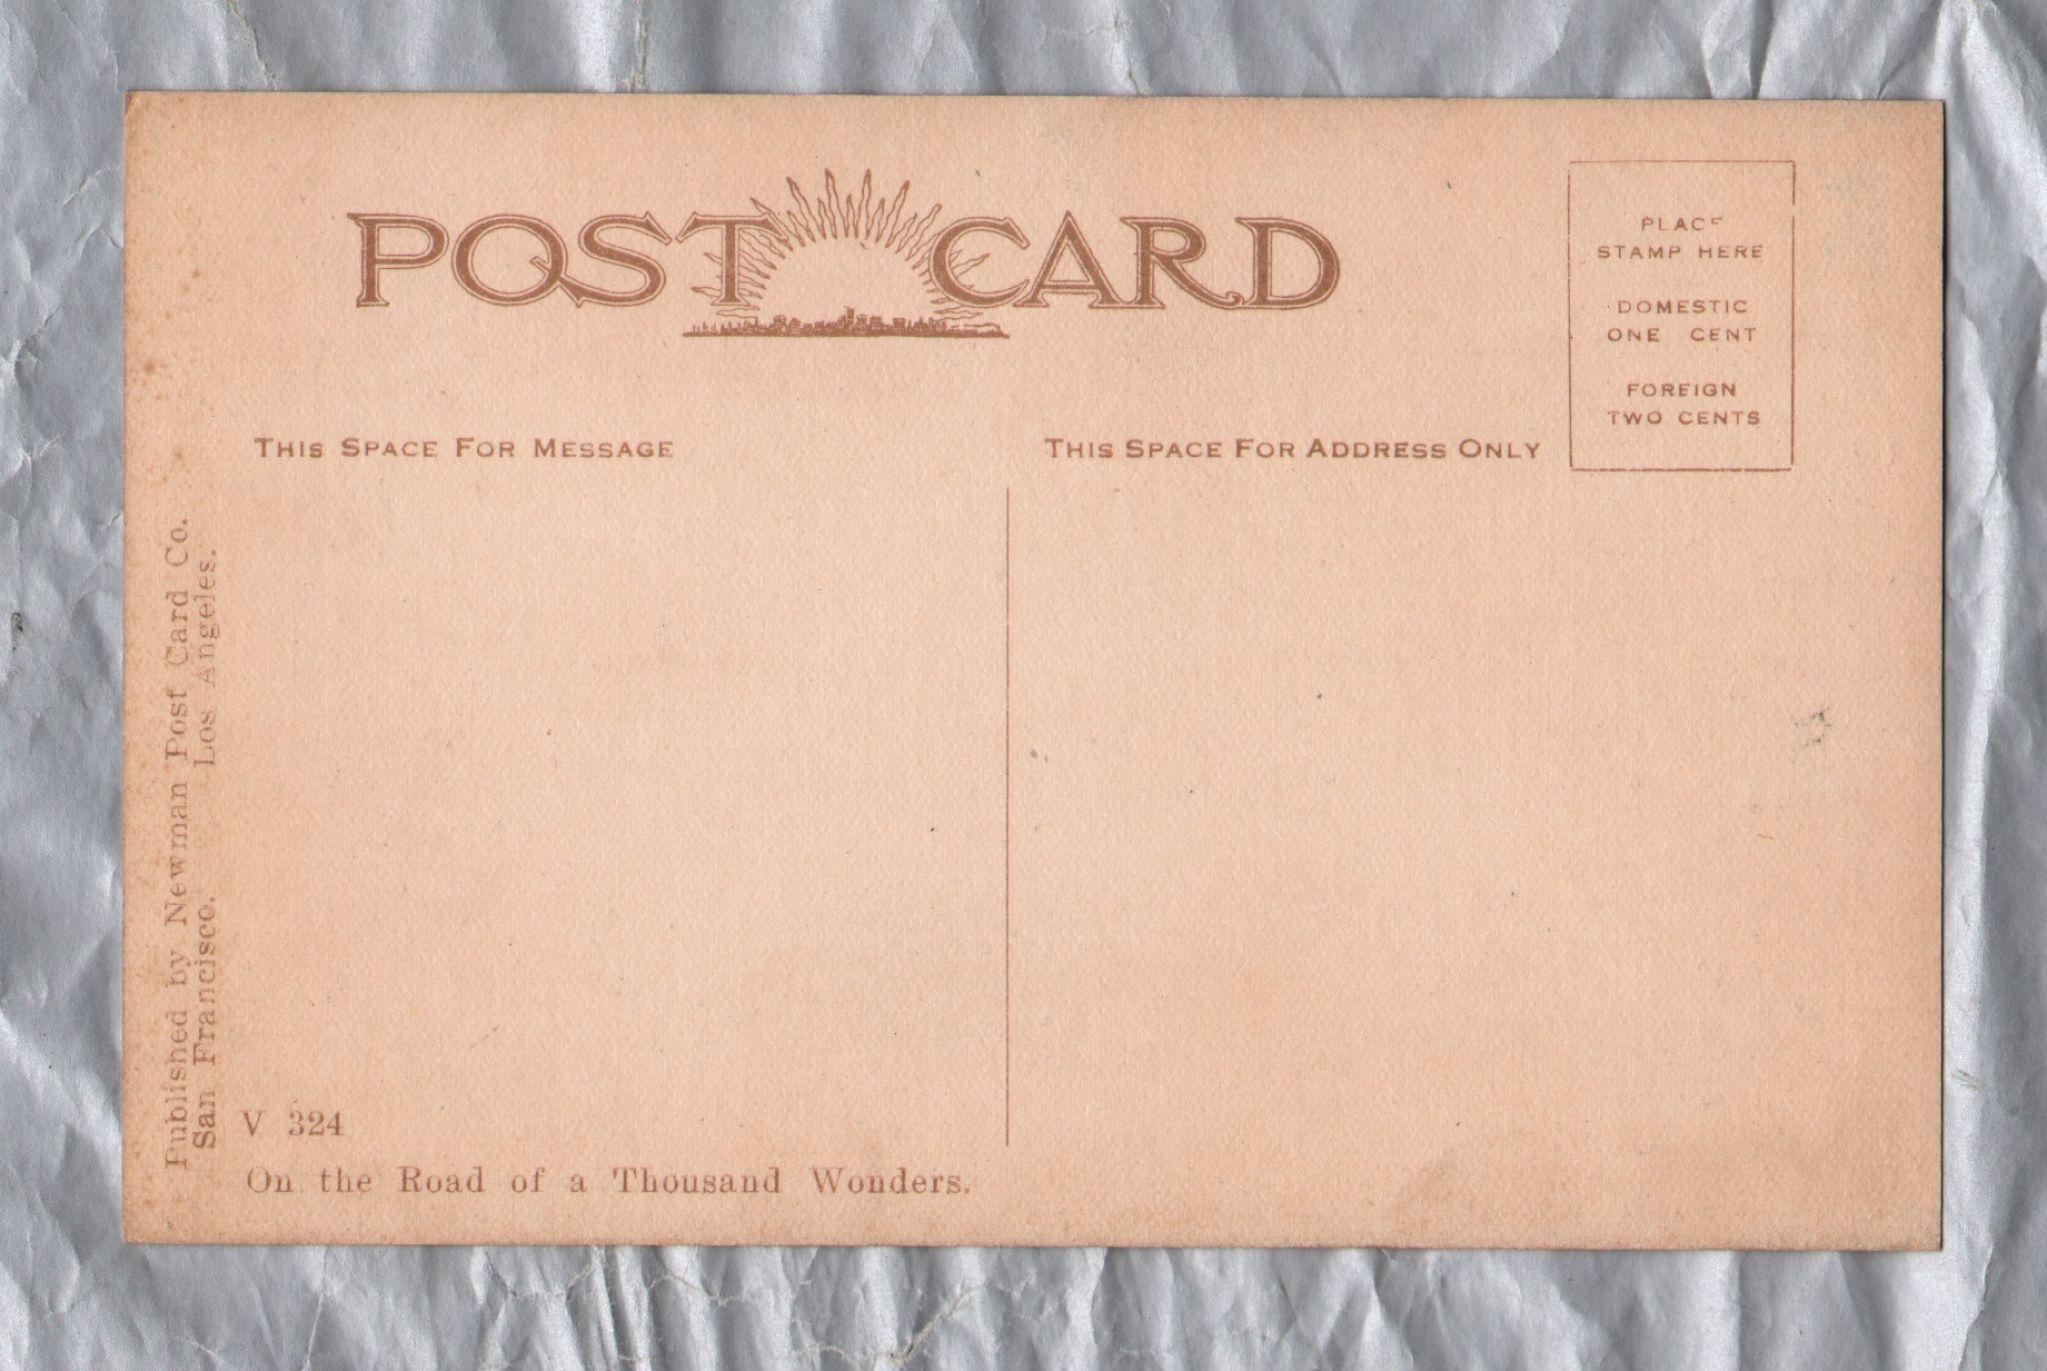 POST CARD
PLACE
STAMP HERE
DOMESTIC
ONE CENT
FOREIGN
TWO CENTS
THIS SPACE FOR MESSAGE
THIS SPACE FOR ADDRESS ONLY
Published by Newman Post Card Co.
San Francisco. Los Angeles.
V 324
On the Road of a Thousand Wonders.